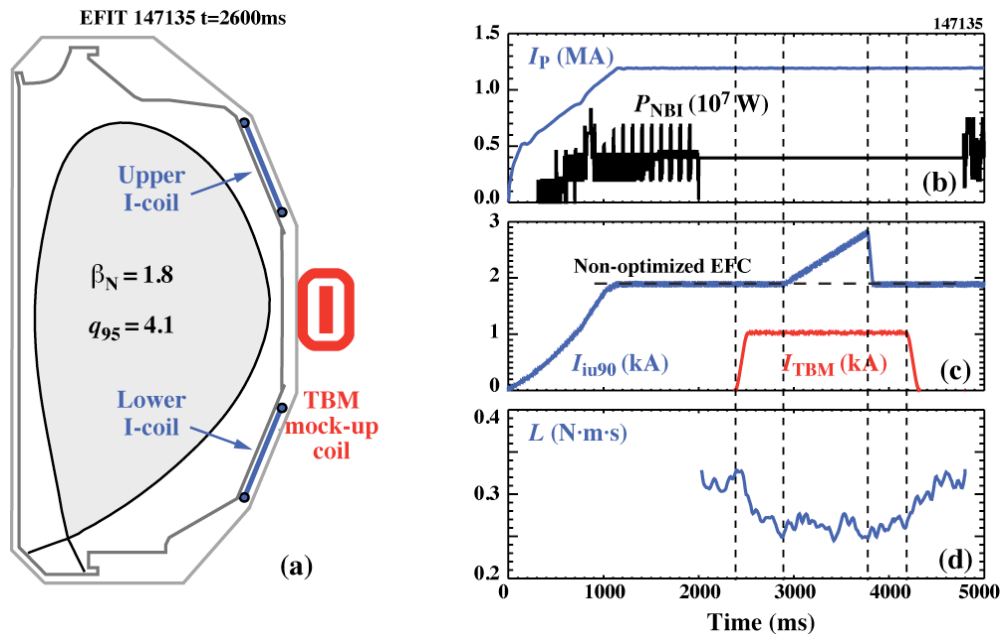 EFIT 147135 t=2600ms
Upper
I-coil
βN = 1.8
q95 = 4.1
Lower
I-coil
TBM
mock-up
coil
(a)
147135
1.5
IP (MA)
1.0
PNBI (10⁷ W)
0.5
0.0
(b)
3
2
Non-optimized EFC
1
Iiu90 (kA)
ITBM (kA)
0
(c)
0.4
L (N·m·s)
0.3
0.2
(d)
0 1000 2000 3000 4000 5000
Time (ms)